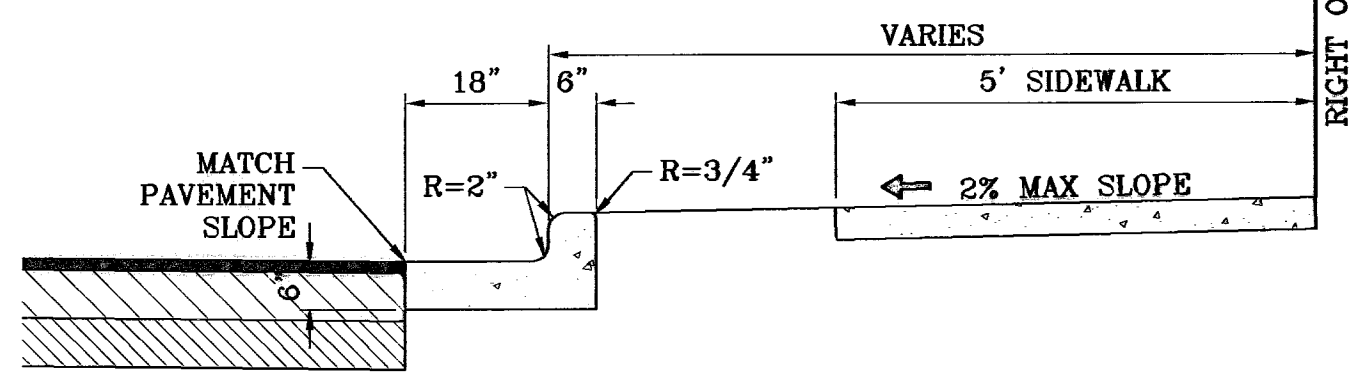 VARIES
18”
6”
5’ SIDEWALK
RIGHT O
MATCH
PAVEMENT
SLOPE
R=2”
R=3/4”
2% MAX SLOPE
6”